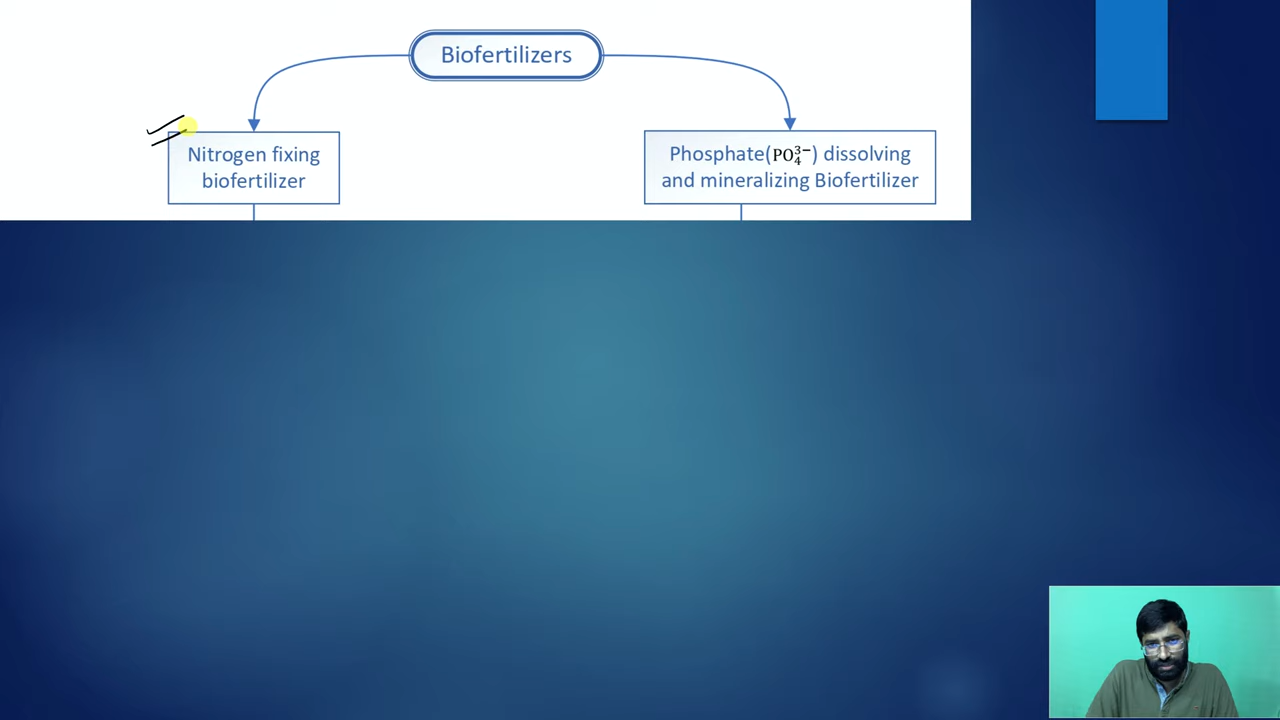 Biofertilizers
Nitrogen fixing
biofertilizer
Phosphate(PO₄³⁻) dissolving
and mineralizing Biofertilizer